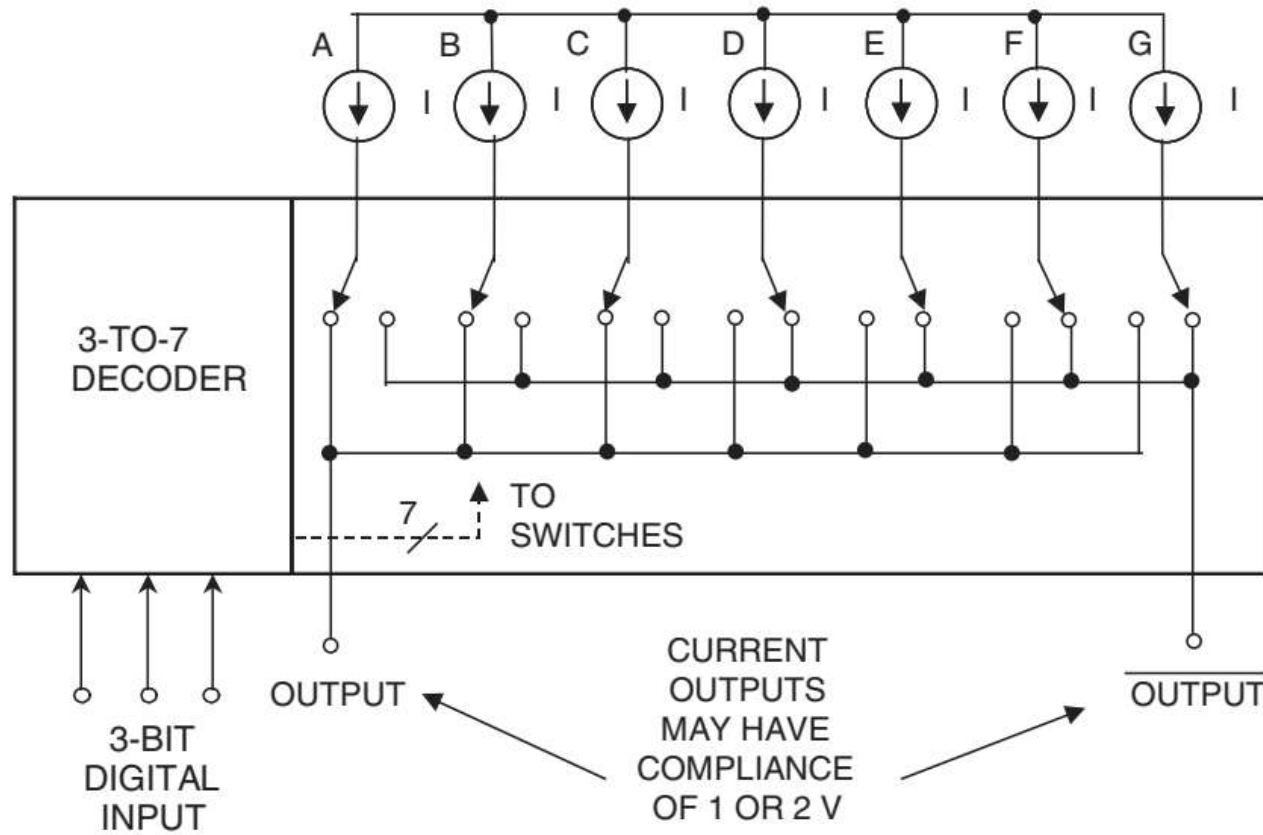 A
B
C
D
E
F
G
I
I
I
I
I
I
I
3-TO-7
DECODER
7
TO
SWITCHES
OUTPUT
CURRENT
OUTPUTS
MAY HAVE
COMPLIANCE
OF 1 OR 2 V
OUTPUT
3-BIT
DIGITAL
INPUT